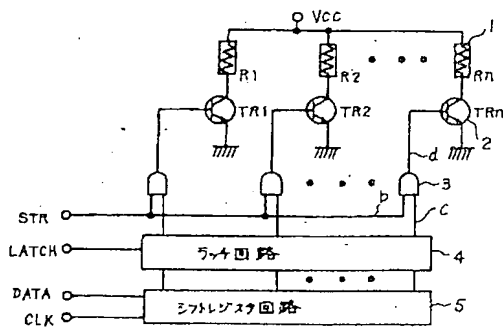 VCC
1
R1 R2 Rn
TR1 TR2 TRn
2
d
3
STR
b
c
LATCH
ラッチ回路
4
DATA
シフトレジスタ回路
5
CLK